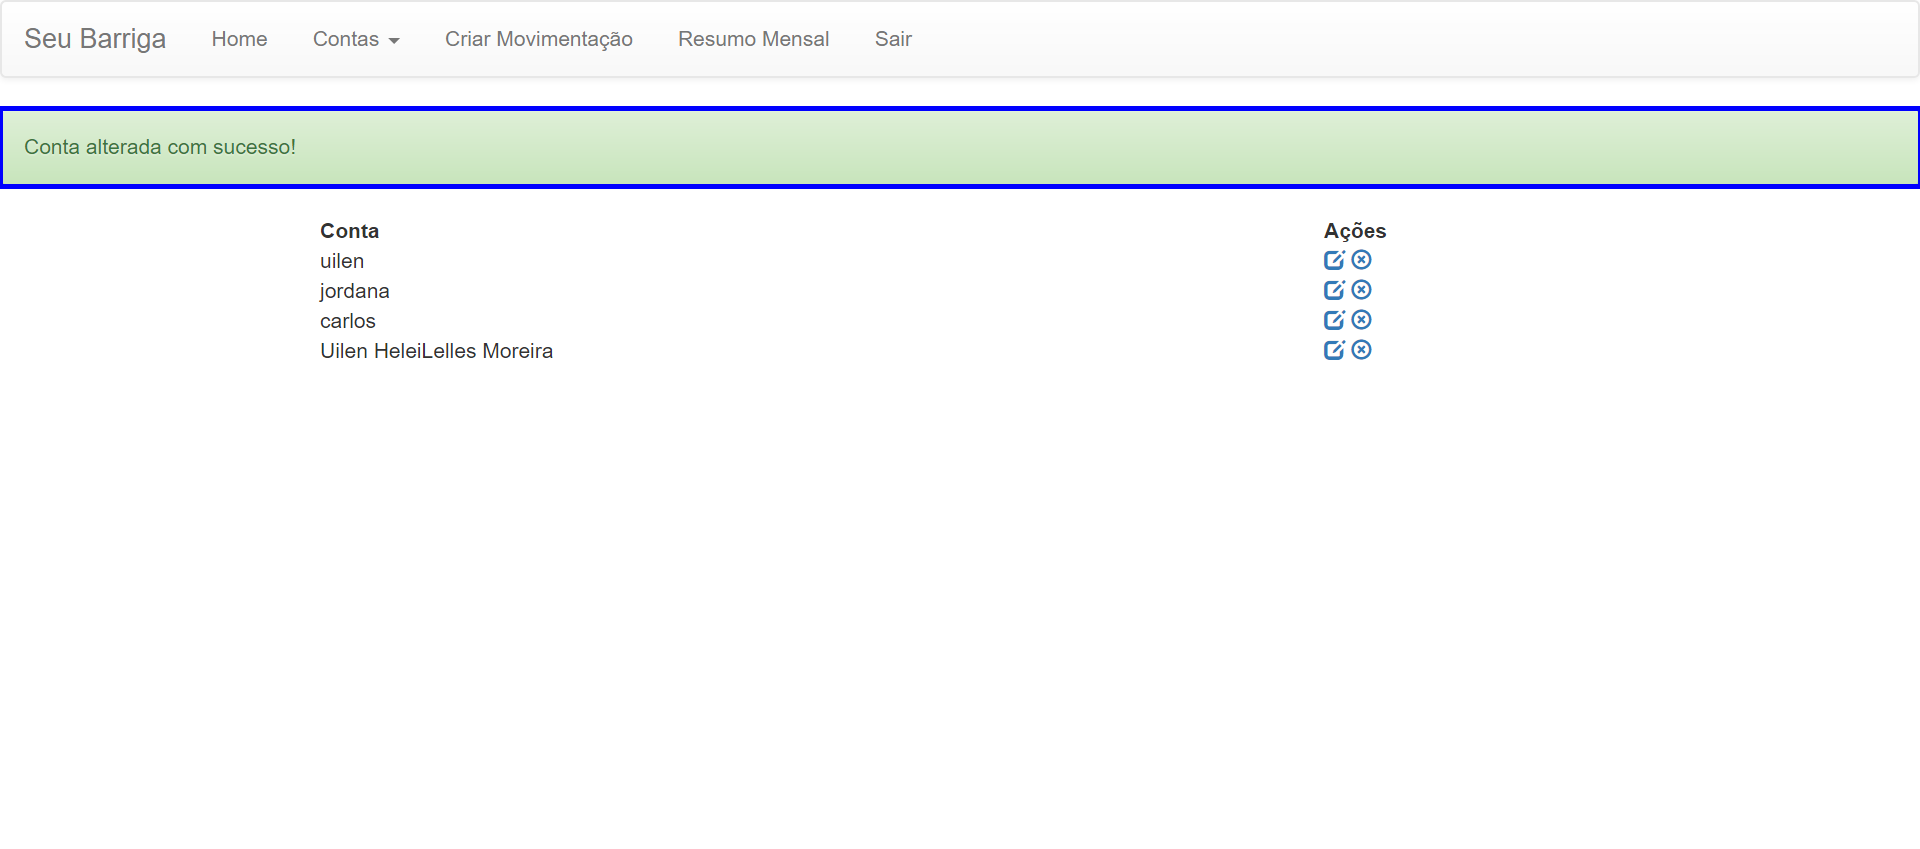 Seu Barriga Home Contas Criar Movimentação Resumo Mensal Sair
Conta alterada com sucesso!
Conta Ações
uilen
jordana
carlos
Uilen HeleiLelles Moreira